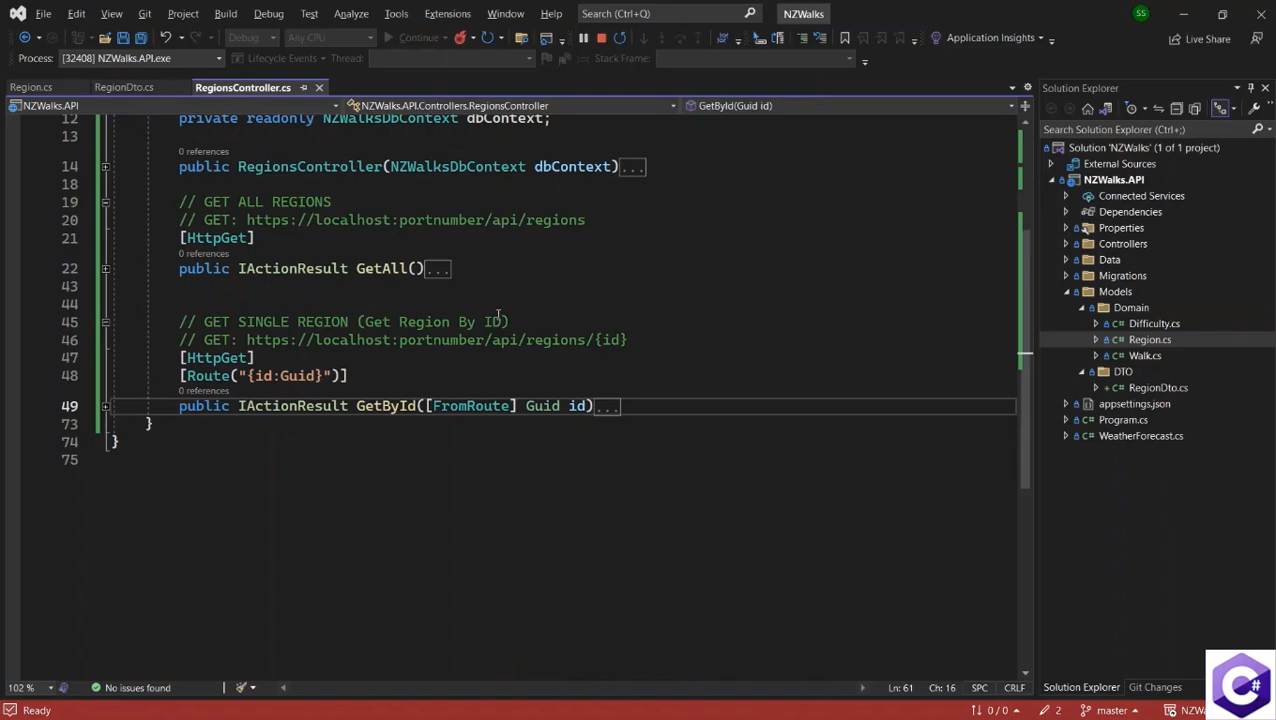 File Edit View Git Project Build Debug Test Analyze Tools Extensions Window Help Search (Ctrl+Q) NZWalks SS
Debug Any CPU Continue Application Insights Live Share
Process: [32408] NZWalks.API.exe Lifecycle Events Thread: Stack Frame:
Region.cs RegionDto.cs RegionsController.cs
NZWalks.API NZWalks.API.Controllers.RegionsController GetById(Guid id)
12 private readonly NZWalksDbContext dbContext;
13
0 references
14 public RegionsController(NZWalksDbContext dbContext)...
18
19 // GET ALL REGIONS
20 // GET: https://localhost:portnumber/api/regions
21 [HttpGet]
0 references
22 public IActionResult GetAll()...
43
44
45 // GET SINGLE REGION (Get Region By ID)
46 // GET: https://localhost:portnumber/api/regions/{id}
47 [HttpGet]
48 [Route("{id:Guid}")]
0 references
49 public IActionResult GetById([FromRoute] Guid id)...
73 }
74 }
75
102 % No issues found Ln: 61 Ch: 16 SPC CRLF
Solution Explorer
Search Solution Explorer (Ctrl+;)
Solution 'NZWalks' (1 of 1 project)
External Sources
NZWalks.API
Connected Services
Dependencies
Properties
Controllers
Data
Migrations
Models
Domain
C# Difficulty.cs
C# Region.cs
C# Walk.cs
DTO
C# RegionDto.cs
appsettings.json
C# Program.cs
C# WeatherForecast.cs
Solution Explorer Git Changes
Ready 0 / 0 2 master NZW
C#